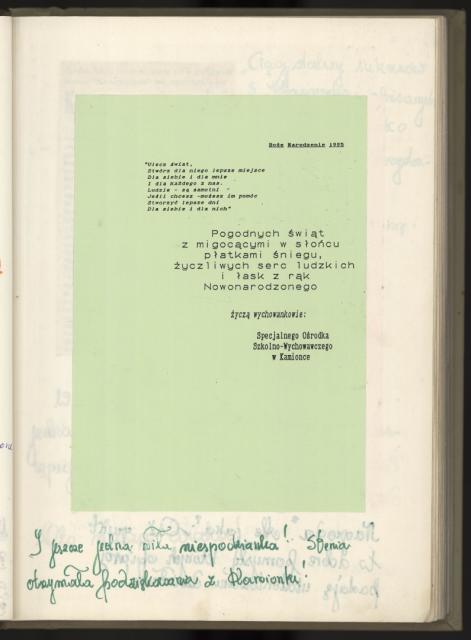 Boże Narodzenie 1995
"Ulecz świat,
Stwórz dla niego lepsze miejsce
Dla siebie i dla mnie
I dla każdego z nas.
Ludzie - są samotni
Jeśli chcesz -możesz im pomóc
Stworzyć lepsze dni
Dla siebie i dla nich"
Pogodnych świąt
z migocącymi w słońcu
płatkami śniegu,
życzliwych serc ludzkich
i łask z rąk
Nowonarodzonego
życzą wychowankowie:
Specjalnego Ośrodka
Szkolno-Wychowawczego
w Kamionce
I jeszcze jedna miła niespodzianka! Stenia
otrzymała podziękowania z Kamionki!